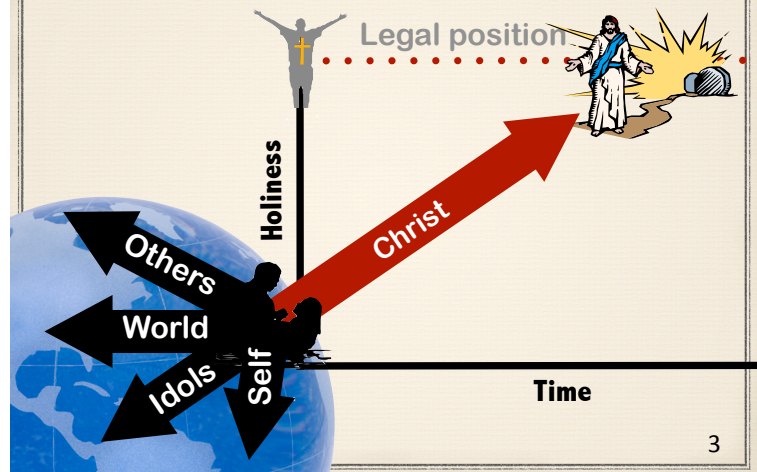 Legal position
Holiness
Christ
Others
World
Idols
Self
Time
3